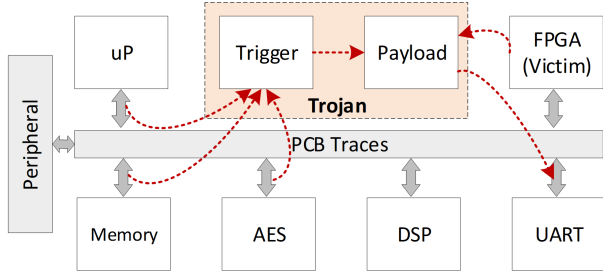 uP
Trigger
Payload
FPGA
(Victim)
Trojan
Peripheral
PCB Traces
Memory
AES
DSP
UART